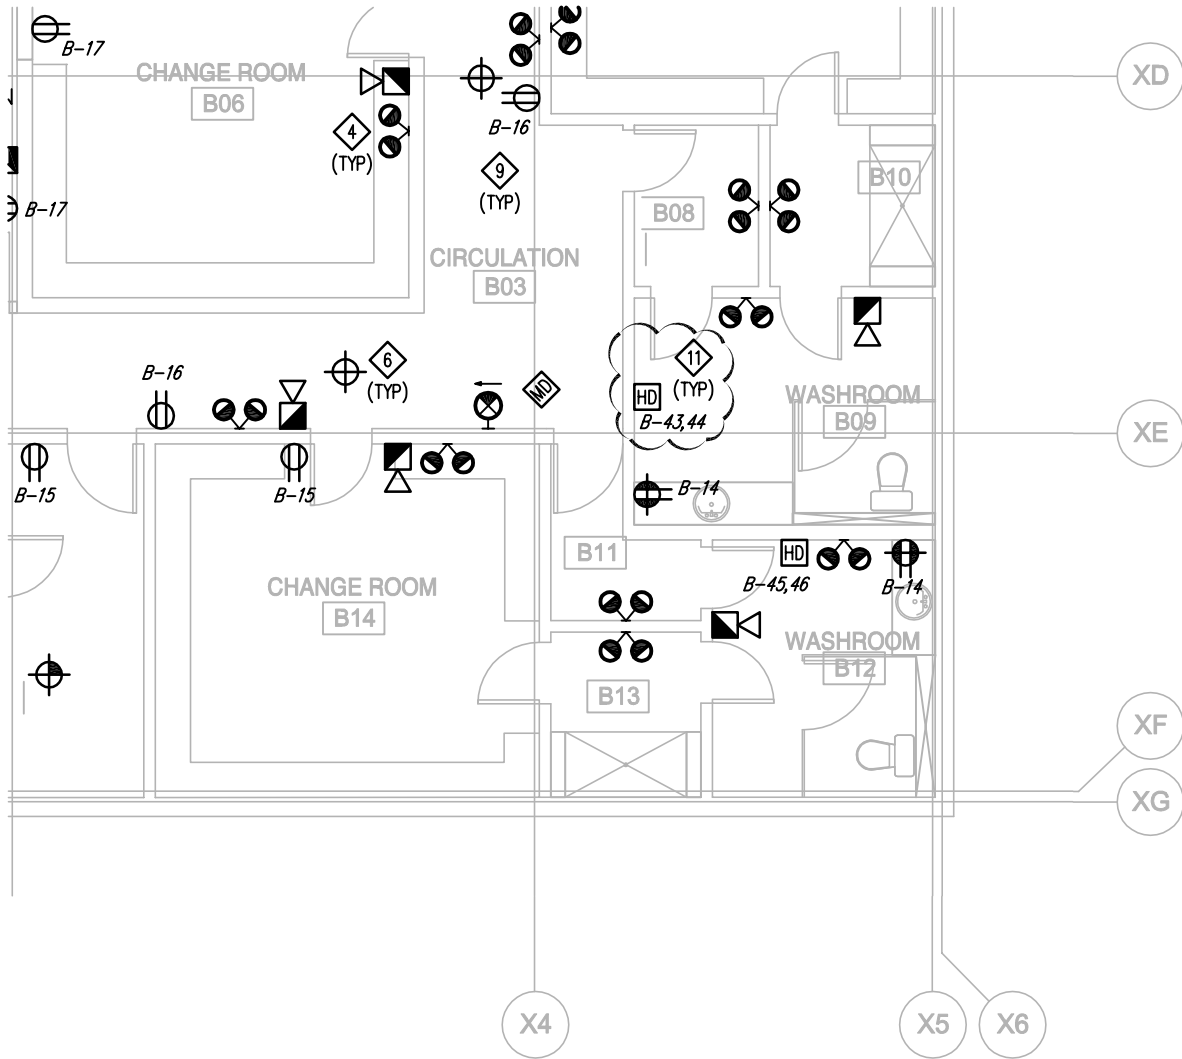 B-17
CHANGE ROOM
B06
XD
4
(TYP)
B-16
9
(TYP)
B-17
B10
B08
CIRCULATION
B03
6
(TYP)
B-16
MD
11
(TYP)
HD
B-43,44
WASHROOM
B09
XE
B-15
B-15
B-14
B11
HD
B-45,46
B-14
CHANGE ROOM
B14
WASHROOM
B12
B13
XF
XG
X4
X5
X6